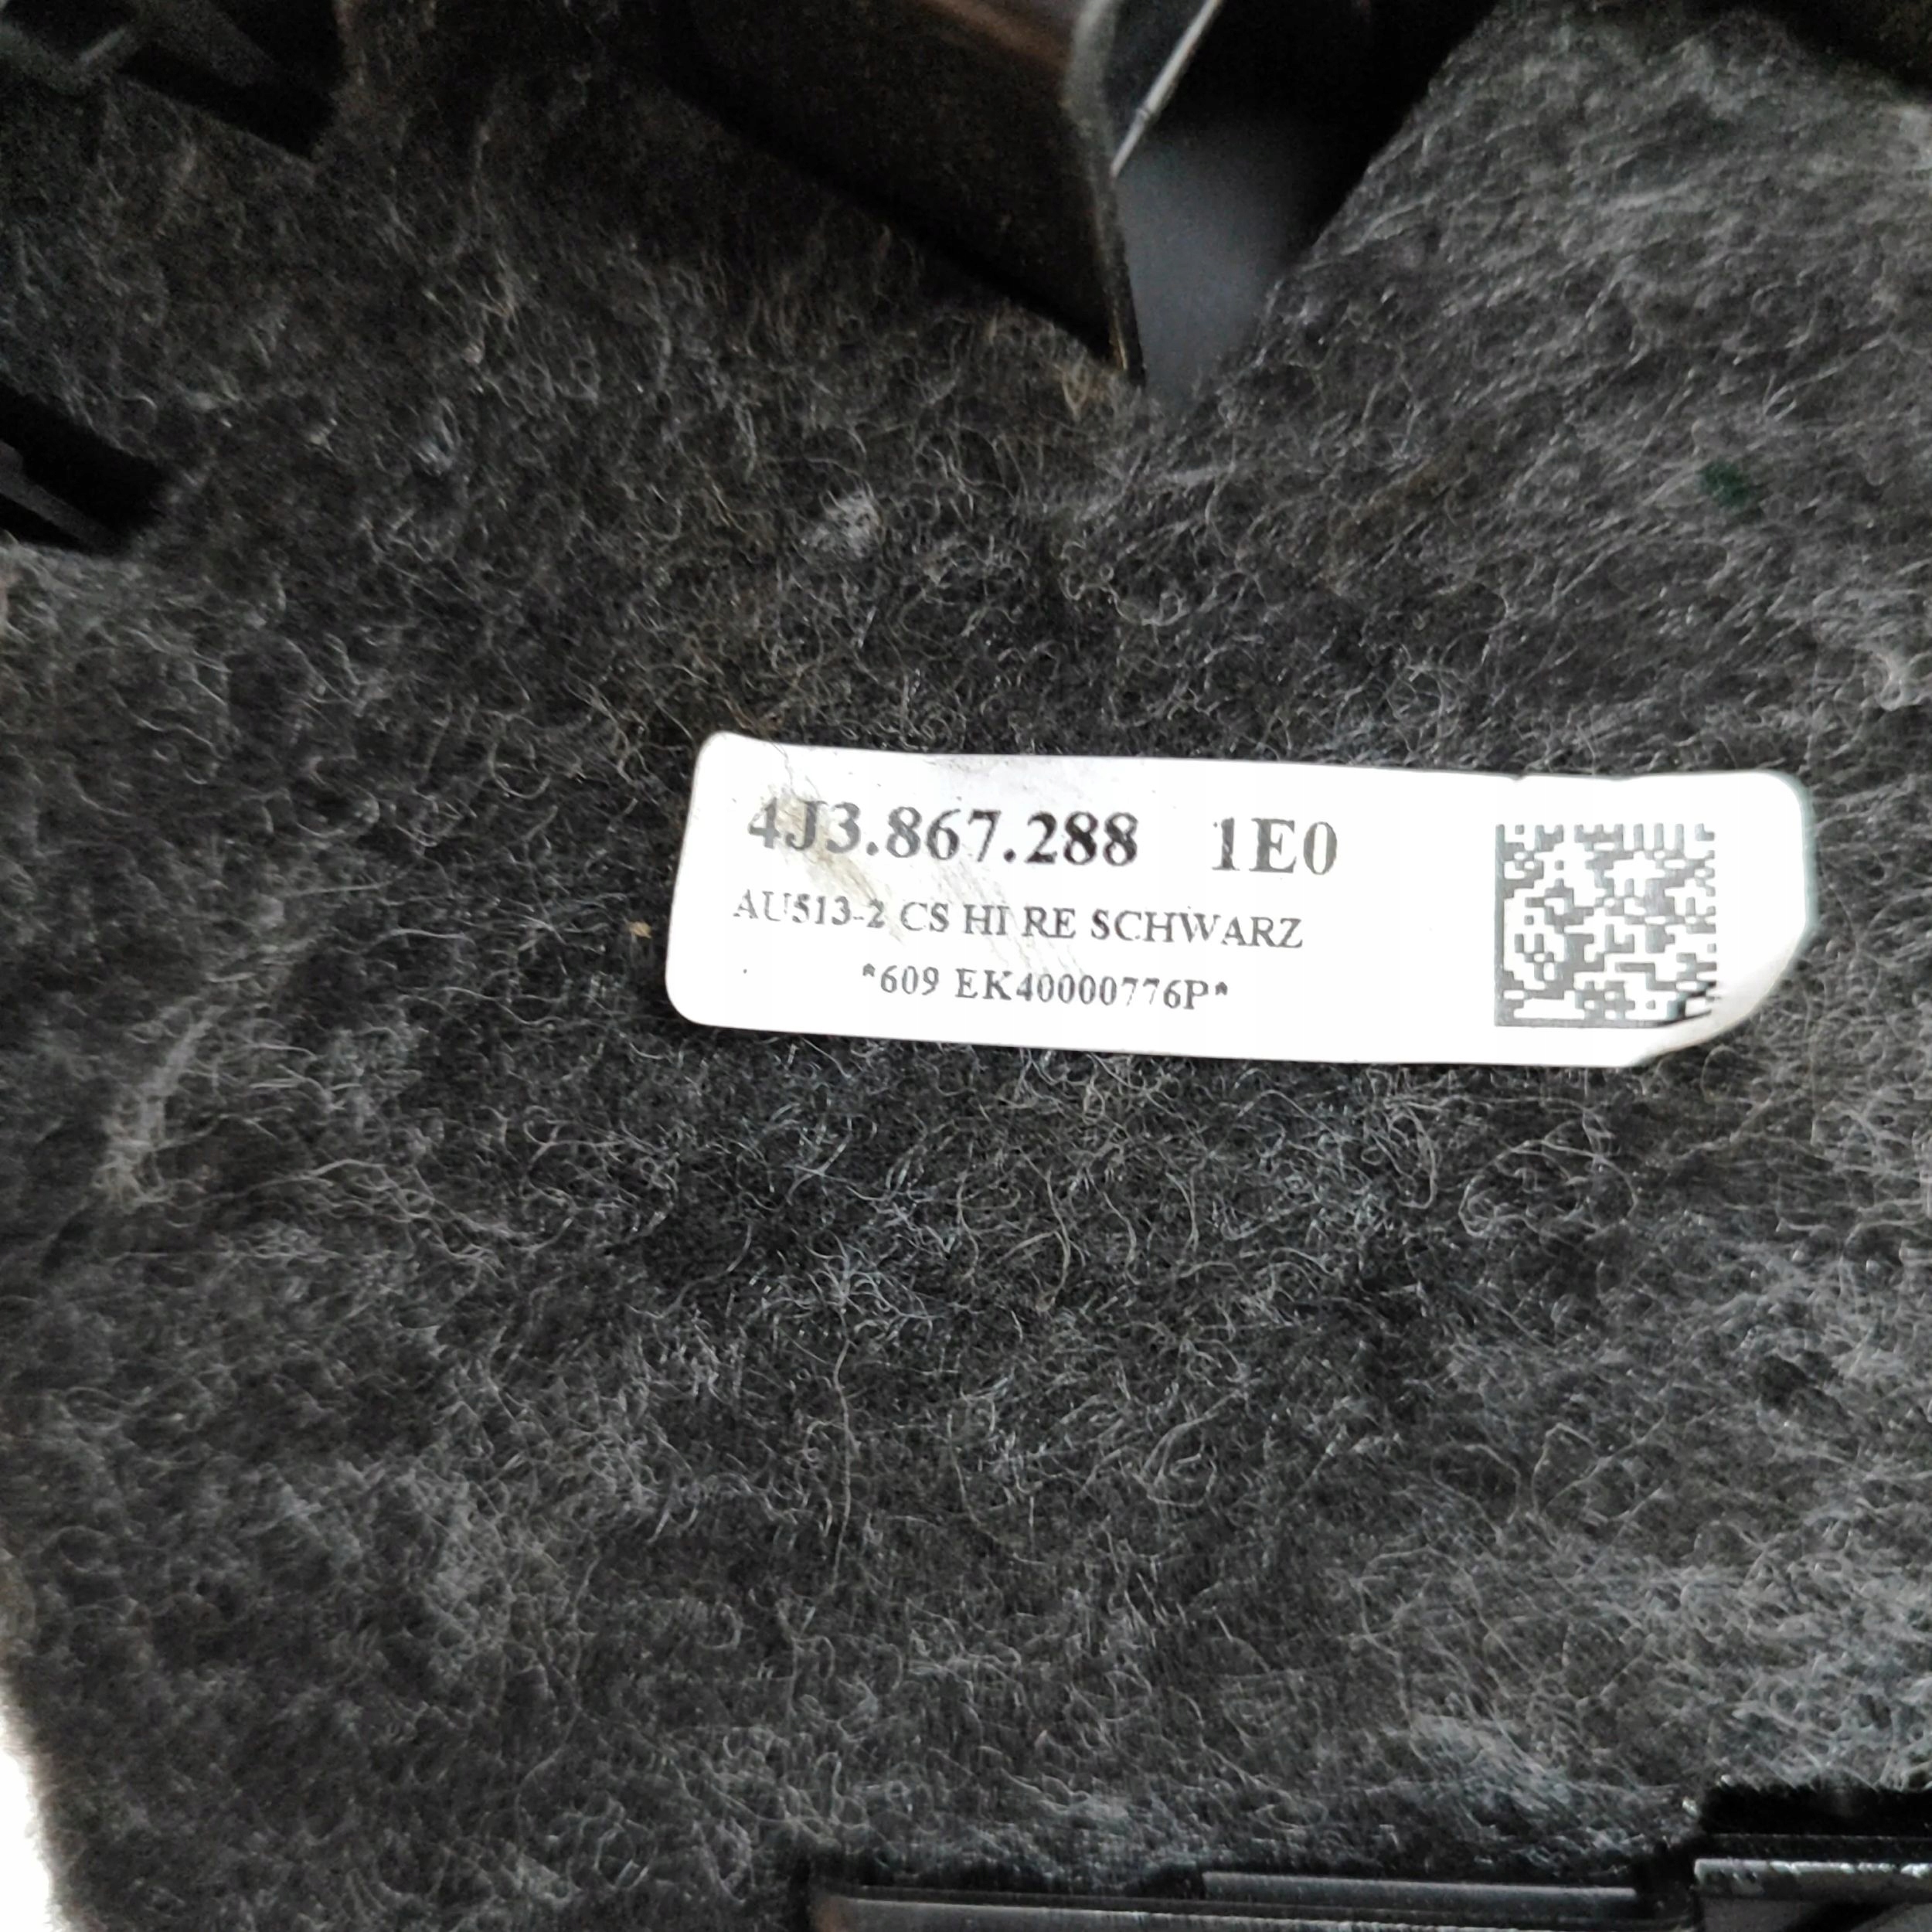 4J3.867.288 1E0
AU513-2 CS HI RE SCHWARZ
*609 EK40000776P*